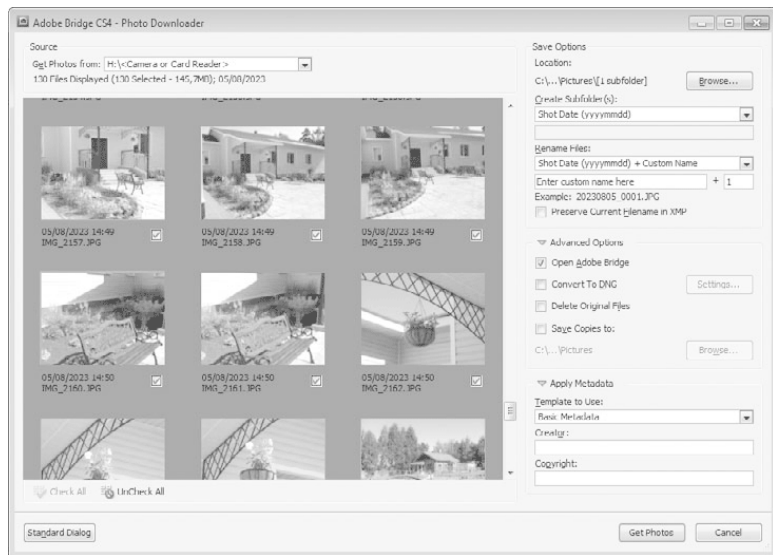 Adobe Bridge CS4 - Photo Downloader
Source
Get Photos from: H:\<Camera or Card Reader>
130 Files Displayed (130 Selected - 145,7MB); 05/08/2023
05/08/2023 14:49
IMG_2157.JPG
05/08/2023 14:49
IMG_2158.JPG
05/08/2023 14:49
IMG_2159.JPG
05/08/2023 14:50
IMG_2160.JPG
05/08/2023 14:50
IMG_2161.JPG
05/08/2023 14:50
IMG_2162.JPG
Check All UnCheck All
Standard Dialog
Save Options
Location:
C:\...\Pictures\[1 subfolder] Browse...
Create Subfolder(s):
Shot Date (yyyymmdd)
Rename Files:
Shot Date (yyyymmdd) + Custom Name
Enter custom name here + 1
Example: 20230805_0001.JPG
Preserve Current Filename in XMP
Advanced Options
Open Adobe Bridge
Convert To DNG Settings...
Delete Original Files
Save Copies to:
C:\...\Pictures Browse...
Apply Metadata
Template to Use:
Basic Metadata
Creator:
Copyright:
Get Photos Cancel